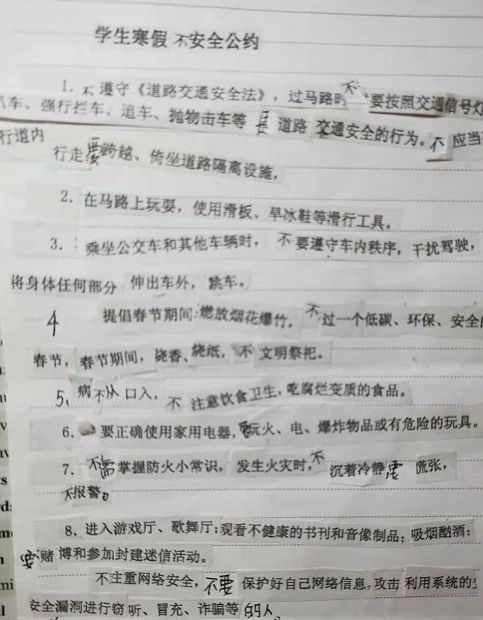 学生寒假不安全公约
1. 不遵守《道路交通安全法》，过马路时不要按照交通信号灯
车、强行拦车、追车、抛物击车等是道路交通安全的行为。不应当
行道内
行走要跨越、倚坐道路隔离设施，
2. 在马路上玩耍，使用滑板、旱冰鞋等滑行工具。
3. 乘坐公交车和其他车辆时，不要遵守车内秩序，干扰驾驶，
将身体任何部分伸出车外，跳车。
4 提倡春节期间燃放烟花爆竹，不过一个低碳、环保、安全
春节，春节期间，烧香、烧纸，不文明祭祀。
5、病不从口入，不注意饮食卫生，吃腐烂变质的食品。
6. 要正确使用家用电器，玩火、电、爆炸物品或有危险的玩具。
7. 不需掌握防火小常识，发生火灾时，不沉着冷静要慌张，
不报警。
8. 进入游戏厅、歌舞厅；观看不健康的书刊和音像制品；吸烟酗酒；
要赌博和参加封建迷信活动。
不注重网络安全，不要保护好自己网络信息，攻击利用系统的
安全漏洞进行窃听、冒充、诈骗等的人